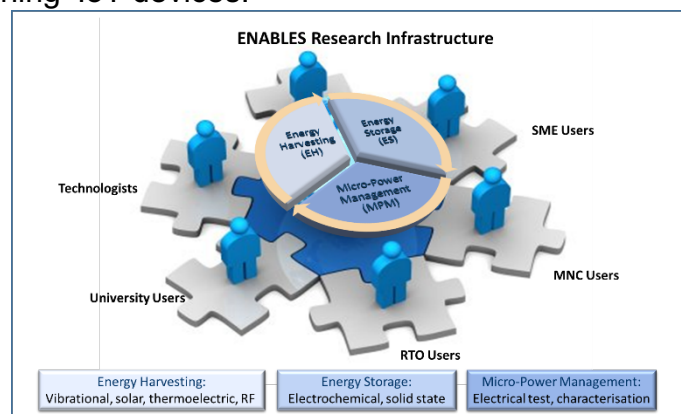 ENABLES Research Infrastructure
Energy
Harvesting
(EH)
Energy
Storage
(ES)
Micro-Power
Management
(MPM)
SME Users
Technologists
MNC Users
University Users
RTO Users
Energy Harvesting:
Vibrational, solar, thermoelectric, RF
Energy Storage:
Electrochemical, solid state
Micro-Power Management:
Electrical test, characterisation